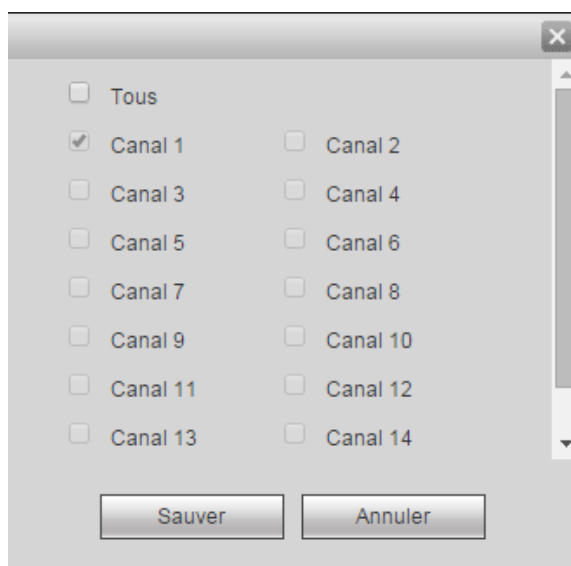 Tous
Canal 1 Canal 2
Canal 3 Canal 4
Canal 5 Canal 6
Canal 7 Canal 8
Canal 9 Canal 10
Canal 11 Canal 12
Canal 13 Canal 14
Sauver Annuler